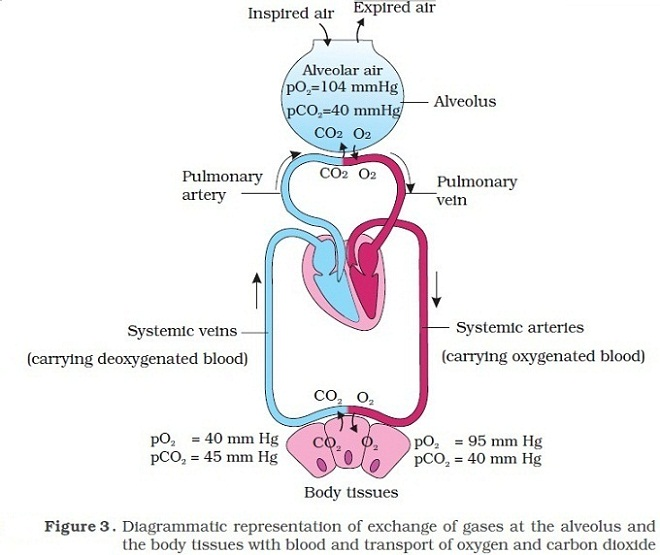 Inspired air
Expired air
Alveolar air
pO₂=104 mmHg
pCO₂=40 mmHg
Alveolus
CO2 O2
CO2 O2
Pulmonary
artery
Pulmonary
vein
Systemic veins
(carrying deoxygenated blood)
Systemic arteries
(carrying oxygenated blood)
CO₂ O₂
CO₂ O₂
pO₂ = 40 mm Hg
pCO₂ = 45 mm Hg
pO₂ = 95 mm Hg
pCO₂ = 40 mm Hg
Body tissues
Figure 3. Diagrammatic representation of exchange of gases at the alveolus and
the body tissues with blood and transport of oxygen and carbon dioxide